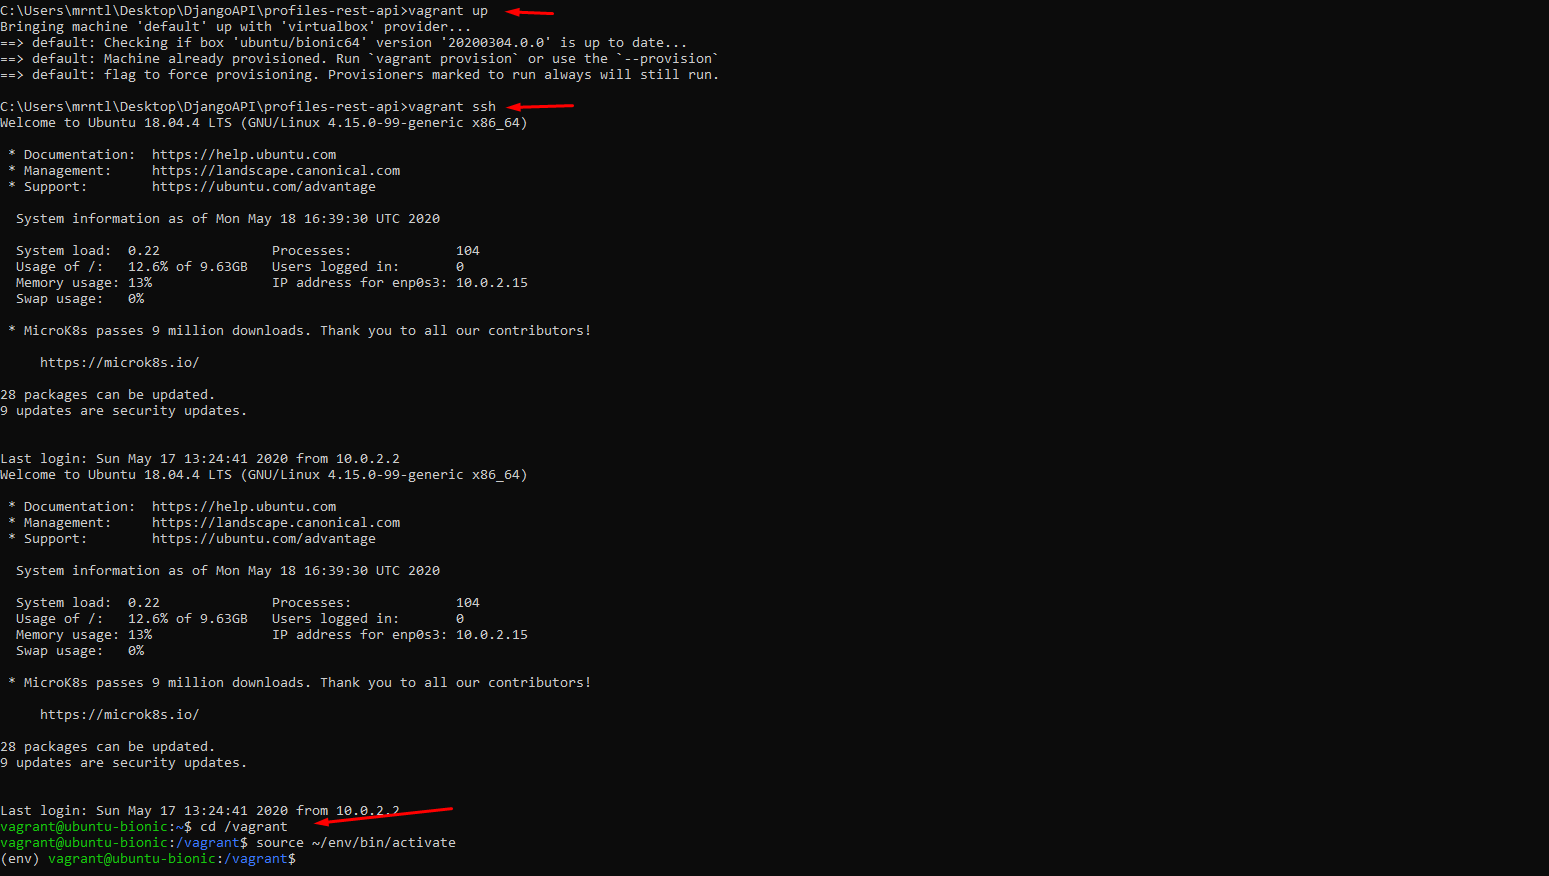 C:\Users\mrntl\Desktop\DjangoAPI\profiles-rest-api>vagrant up
Bringing machine 'default' up with 'virtualbox' provider...
==> default: Checking if box 'ubuntu/bionic64' version '20200304.0.0' is up to date...
==> default: Machine already provisioned. Run `vagrant provision` or use the `--provision`
==> default: flag to force provisioning. Provisioners marked to run always will still run.
C:\Users\mrntl\Desktop\DjangoAPI\profiles-rest-api>vagrant ssh
Welcome to Ubuntu 18.04.4 LTS (GNU/Linux 4.15.0-99-generic x86_64)
* Documentation:  https://help.ubuntu.com
* Management:     https://landscape.canonical.com
* Support:        https://ubuntu.com/advantage
System information as of Mon May 18 16:39:30 UTC 2020
System load:  0.22              Processes:             104
Usage of /:   12.6% of 9.63GB   Users logged in:       0
Memory usage: 13%               IP address for enp0s3: 10.0.2.15
Swap usage:   0%
* MicroK8s passes 9 million downloads. Thank you to all our contributors!
https://microk8s.io/
28 packages can be updated.
9 updates are security updates.
Last login: Sun May 17 13:24:41 2020 from 10.0.2.2
Welcome to Ubuntu 18.04.4 LTS (GNU/Linux 4.15.0-99-generic x86_64)
* Documentation:  https://help.ubuntu.com
* Management:     https://landscape.canonical.com
* Support:        https://ubuntu.com/advantage
System information as of Mon May 18 16:39:30 UTC 2020
System load:  0.22              Processes:             104
Usage of /:   12.6% of 9.63GB   Users logged in:       0
Memory usage: 13%               IP address for enp0s3: 10.0.2.15
Swap usage:   0%
* MicroK8s passes 9 million downloads. Thank you to all our contributors!
https://microk8s.io/
28 packages can be updated.
9 updates are security updates.
Last login: Sun May 17 13:24:41 2020 from 10.0.2.2
vagrant@ubuntu-bionic:~$ cd /vagrant
vagrant@ubuntu-bionic:/vagrant$ source ~/env/bin/activate
(env) vagrant@ubuntu-bionic:/vagrant$